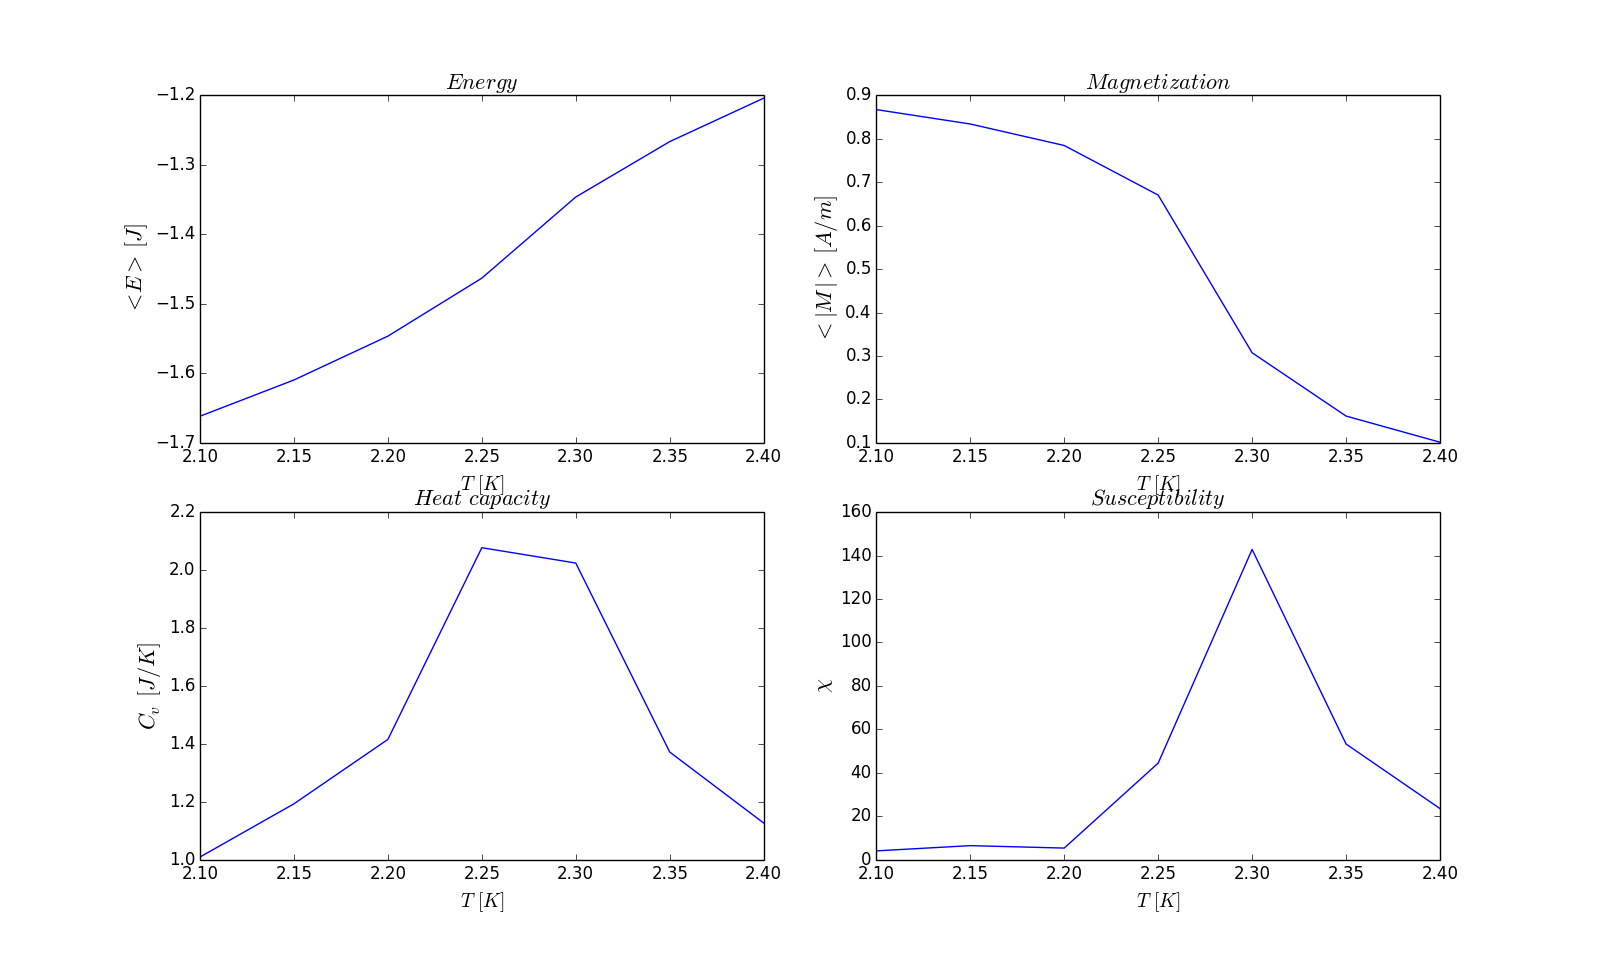 Energy
−1.2
−1.3
−1.4
−1.5
−1.6
−1.7
<E> [J]
2.10 2.15 2.20 2.25 2.30 2.35 2.40
T [K]
Magnetization
0.9
0.8
0.7
0.6
0.5
0.4
0.3
0.2
0.1
<|M|> [A/m]
2.10 2.15 2.20 2.25 2.30 2.35 2.40
T [K]
Heat capacity
2.2
2.0
1.8
1.6
1.4
1.2
1.0
C_v [J/K]
2.10 2.15 2.20 2.25 2.30 2.35 2.40
T [K]
Susceptibility
160
140
120
100
80
60
40
20
0
χ
2.10 2.15 2.20 2.25 2.30 2.35 2.40
T [K]